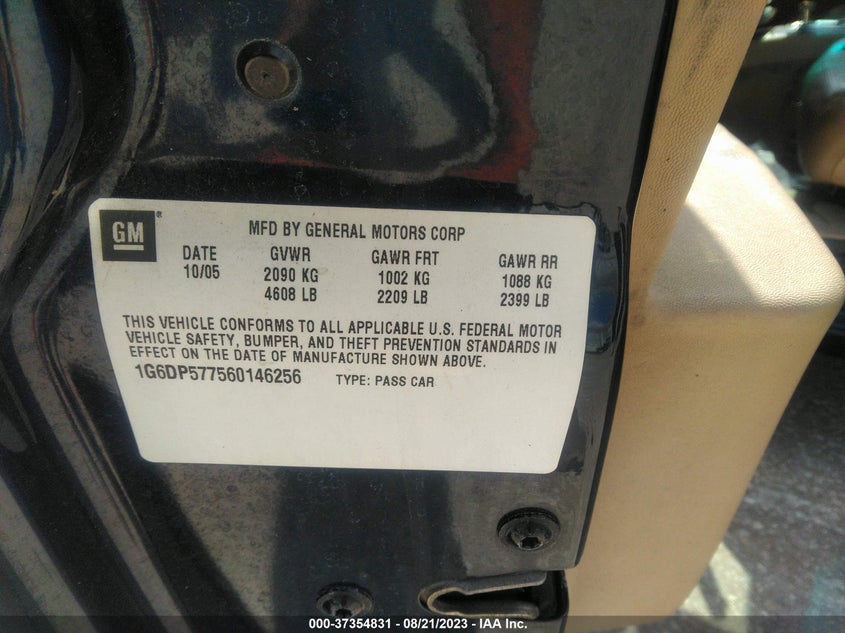 GM ®
MFD BY GENERAL MOTORS CORP
DATE GVWR GAWR FRT GAWR RR
10/05 2090 KG 1002 KG 1088 KG
4608 LB 2209 LB 2399 LB
THIS VEHICLE CONFORMS TO ALL APPLICABLE U.S. FEDERAL MOTOR
VEHICLE SAFETY, BUMPER, AND THEFT PREVENTION STANDARDS IN
EFFECT ON THE DATE OF MANUFACTURE SHOWN ABOVE.
1G6DP577560146256 TYPE: PASS CAR
000-37354831 - 08/21/2023 - IAA Inc.